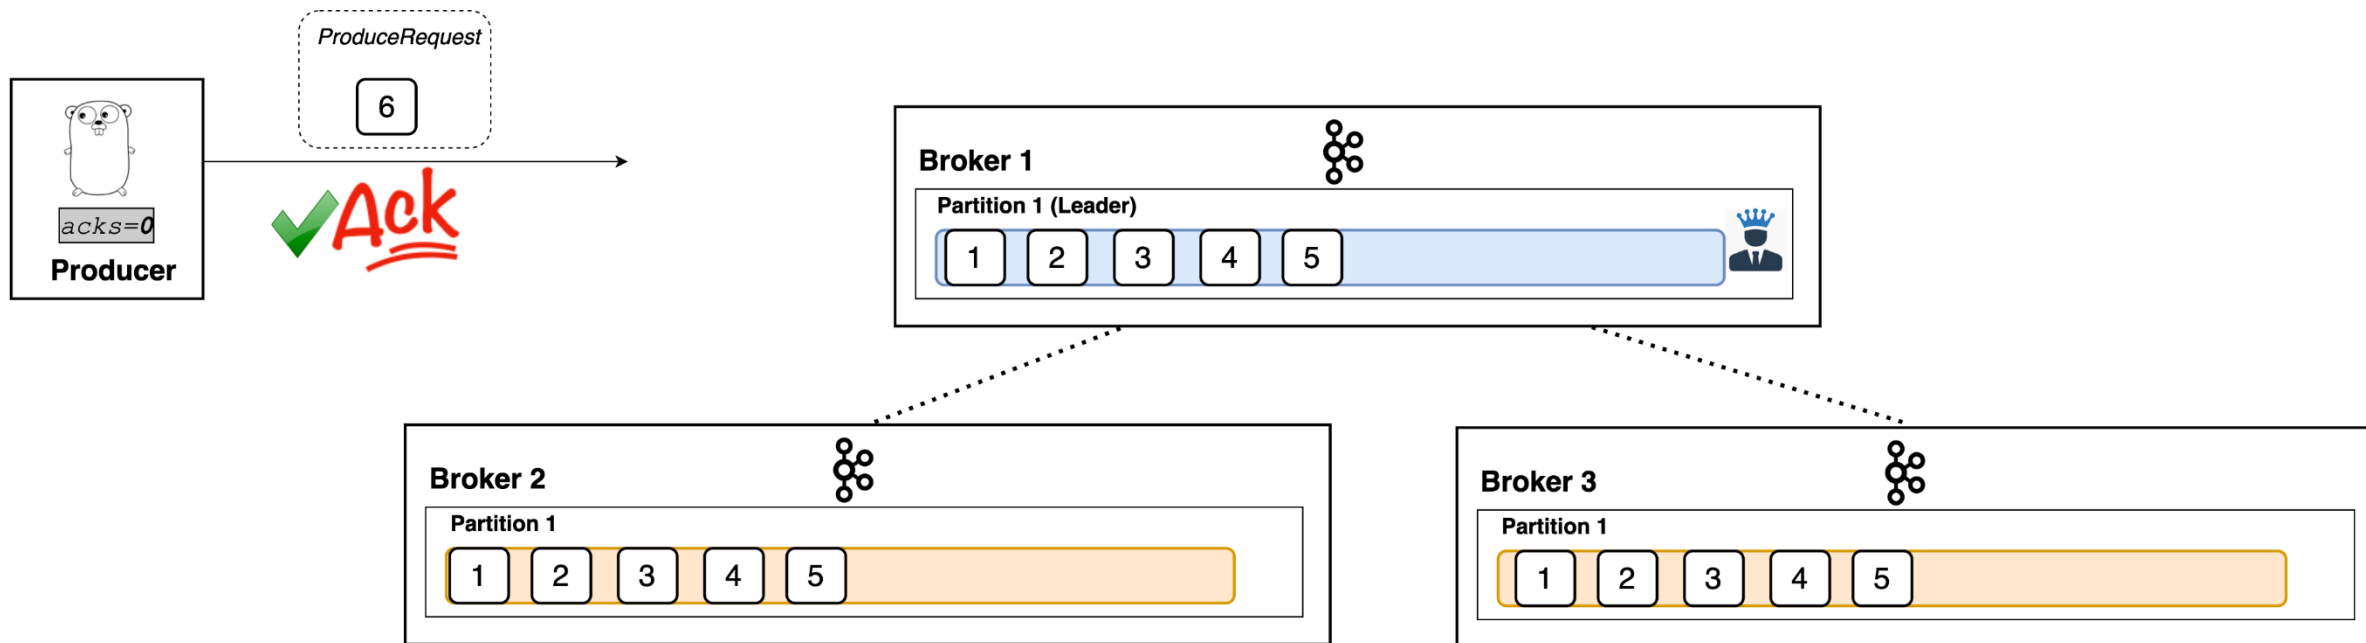 ProduceRequest
6
acks=0
Producer
Ack
Broker 1
Partition 1 (Leader)
1 2 3 4 5
Broker 2
Partition 1
1 2 3 4 5
Broker 3
Partition 1
1 2 3 4 5